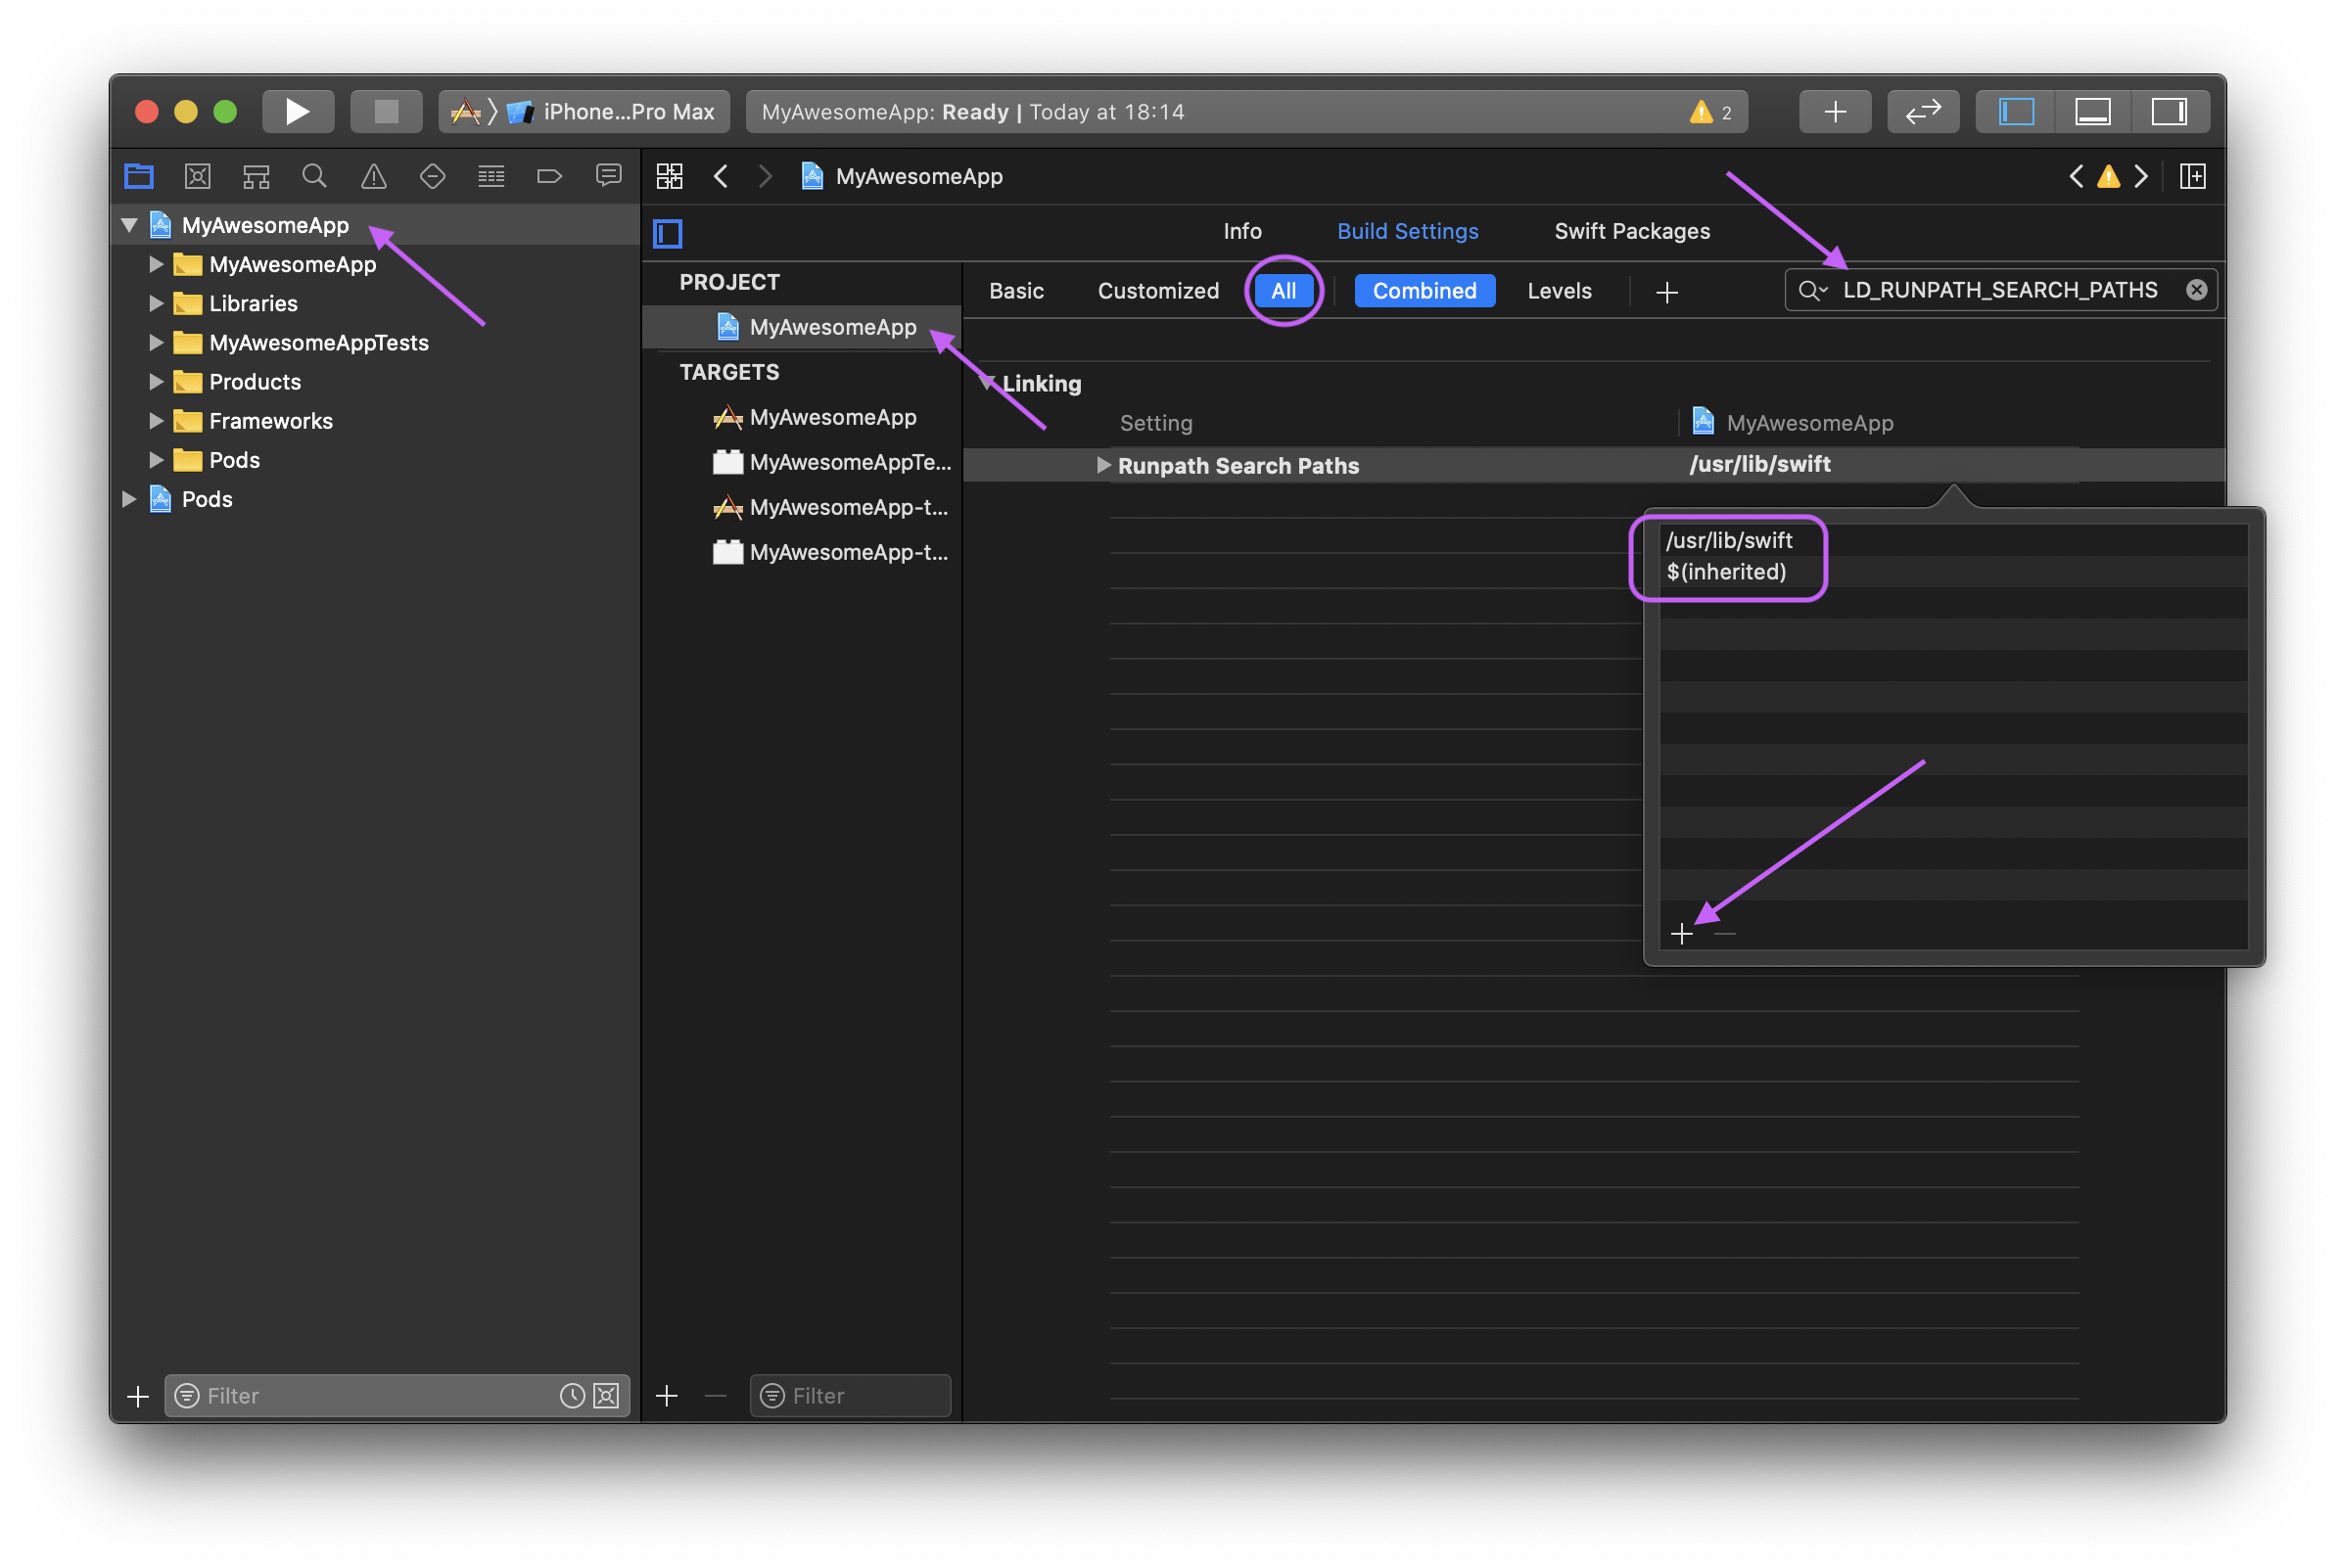 iPhone...Pro Max
MyAwesomeApp: Ready | Today at 18:14
2
MyAwesomeApp
MyAwesomeApp
Libraries
MyAwesomeAppTests
Products
Frameworks
Pods
Pods
Filter
MyAwesomeApp
Info
Build Settings
Swift Packages
PROJECT
MyAwesomeApp
TARGETS
MyAwesomeApp
MyAwesomeAppTe...
MyAwesomeApp-t...
MyAwesomeApp-t...
Filter
Basic
Customized
All
Combined
Levels
LD_RUNPATH_SEARCH_PATHS
Linking
Setting
MyAwesomeApp
Runpath Search Paths
/usr/lib/swift
/usr/lib/swift
$(inherited)